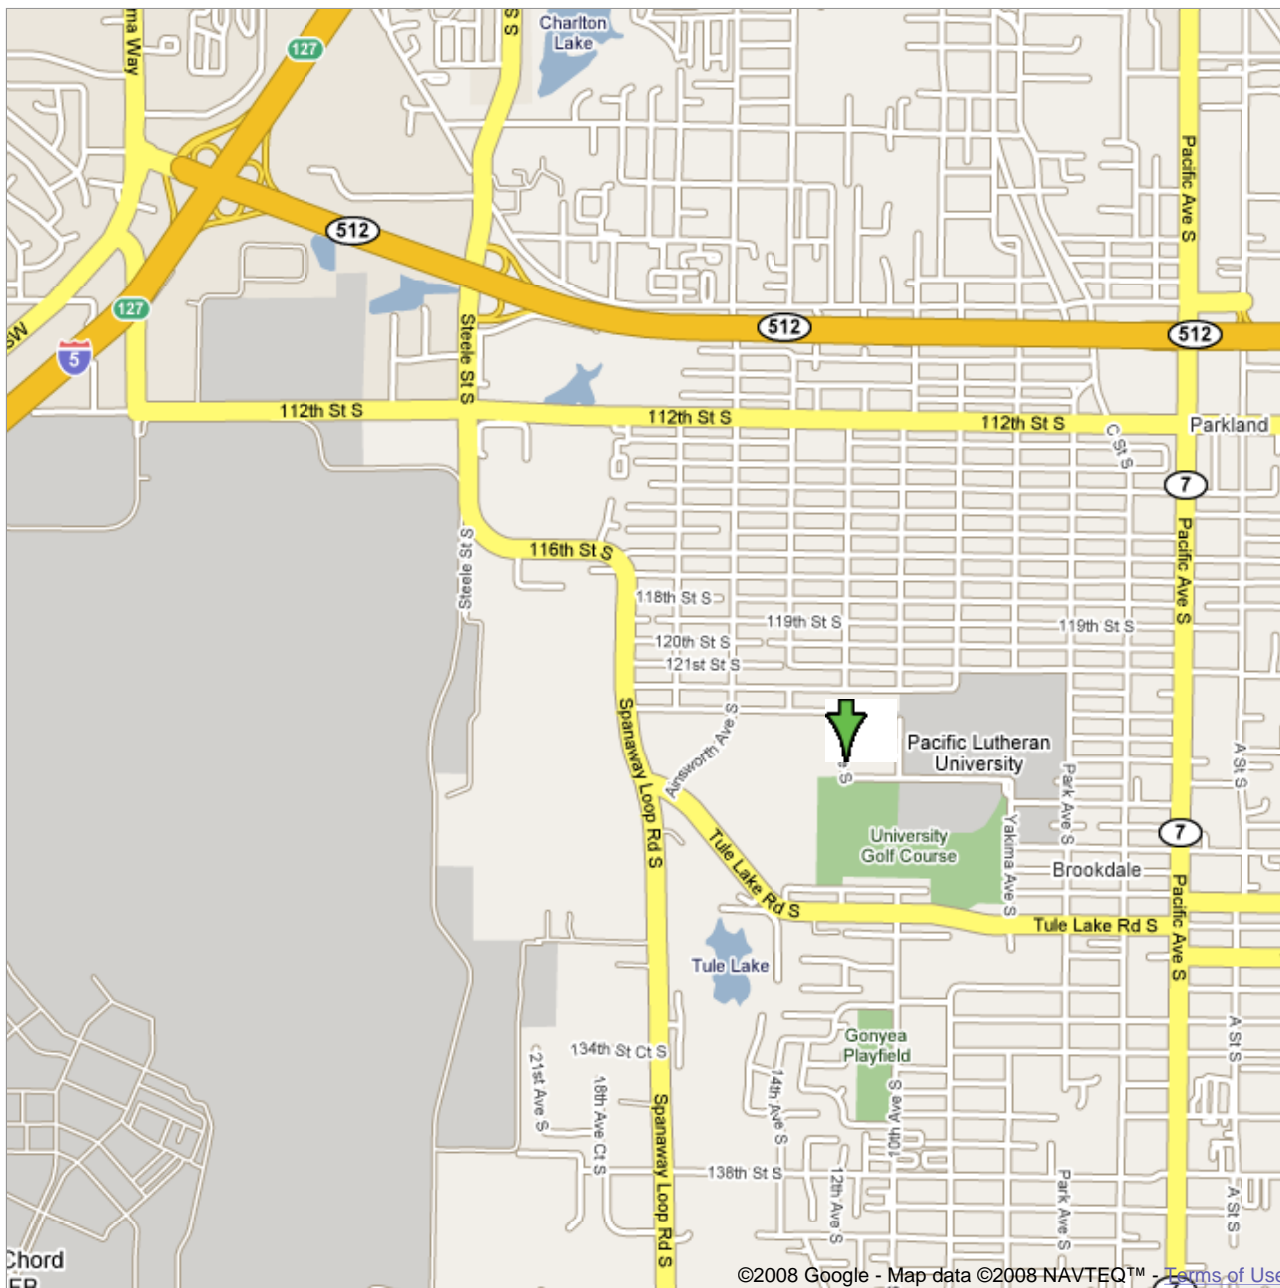 ma Way
S S
Charlton
Lake
127
Pacific Ave S
512
127
SW
5
Steele St S
512
512
112th St S
112th St S
112th St S
Parkland
C St S
7
Steele St S
116th St S
Pacific Ave S
118th St S
119th St S
119th St S
120th St S
121st St S
Spanaway Loop Rd S
Ainsworth Ave S
e S
Pacific Lutheran
University
A St S
Park Ave S
Tule Lake Rd S
University
Golf Course
Yakima Ave S
7
Brookdale
Pacific Ave S
Tule Lake Rd S
Tule Lake
Gonyea
Playfield
A St S
134th St Ct S
21st Ave S
18th Ave Ct S
14th Ave S
10th Ave S
Spanaway Loop Rd S
138th St S
12th Ave S
Park Ave S
A St S
Chord
©2008 Google - Map data ©2008 NAVTEQ™ - Terms of Use